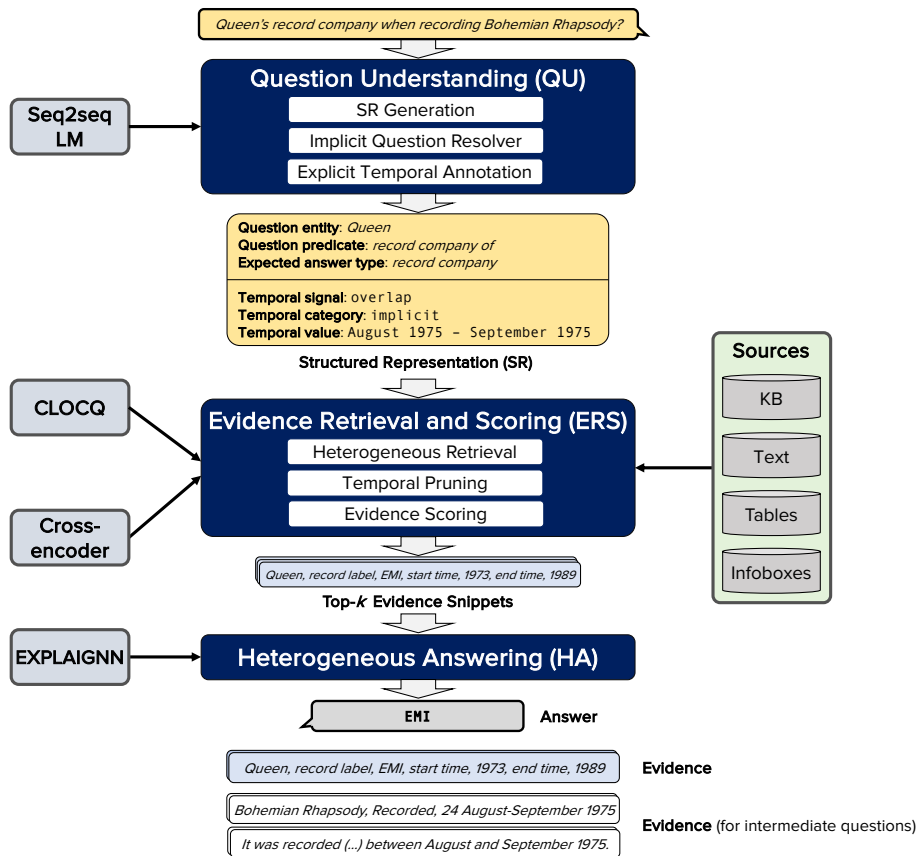 Queen's record company when recording Bohemian Rhapsody?
Question Understanding (QU)
SR Generation
Implicit Question Resolver
Explicit Temporal Annotation
Seq2seq
LM
Question entity: Queen
Question predicate: record company of
Expected answer type: record company
Temporal signal: overlap
Temporal category: implicit
Temporal value: August 1975 – September 1975
Structured Representation (SR)
Sources
KB
Text
Tables
Infoboxes
CLOCQ
Cross-
encoder
Evidence Retrieval and Scoring (ERS)
Heterogeneous Retrieval
Temporal Pruning
Evidence Scoring
Queen, record label, EMI, start time, 1973, end time, 1989
Top-k Evidence Snippets
EXPLAIGNN
Heterogeneous Answering (HA)
EMI
Answer
Queen, record label, EMI, start time, 1973, end time, 1989
Evidence
Bohemian Rhapsody, Recorded, 24 August-September 1975
It was recorded (...) between August and September 1975.
Evidence (for intermediate questions)